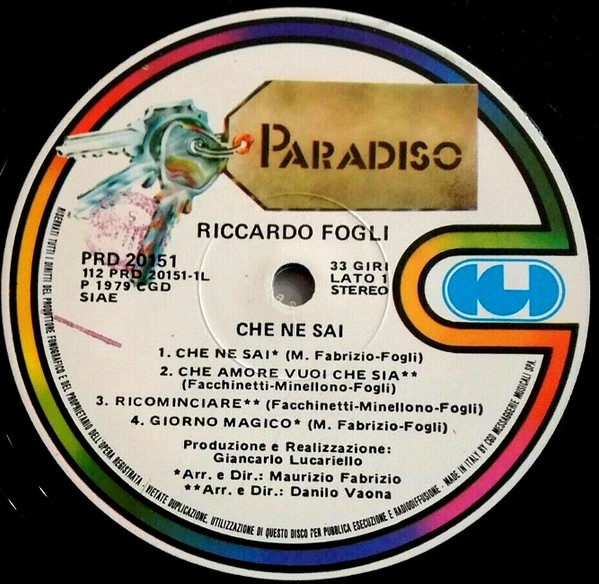 PARADISO
RICCARDO FOGLI
PRD 20151
112 PRD 20151-1L
P 1979 CGD
SIAE
33 GIRI
LATO 1
STEREO
CHE NE SAI
1. CHE NE SAI* (M. Fabrizio-Fogli)
2. CHE AMORE VUOI CHE SIA**
(Facchinetti-Minellono-Fogli)
3. RICOMINCIARE** (Facchinetti-Minellono-Fogli)
4. GIORNO MAGICO* (M. Fabrizio-Fogli)
Produzione e Realizzazione:
Giancarlo Lucariello
*Arr. e Dir.: Maurizio Fabrizio
**Arr. e Dir.: Danilo Vaona
RISERVATI TUTTI I DIRITTI DEL PRODUTTORE FONOGRAFICO E DEL PROPRIETARIO DELL'OPERA REGISTRATA - VIETATE DUPLICAZIONE, UTILIZZAZIONE DI QUESTO DISCO PER PUBBLICA ESECUZIONE E RADIODIFFUSIONE - MADE IN ITALY BY CGD MESSAGGERIE MUSICALI SPA.